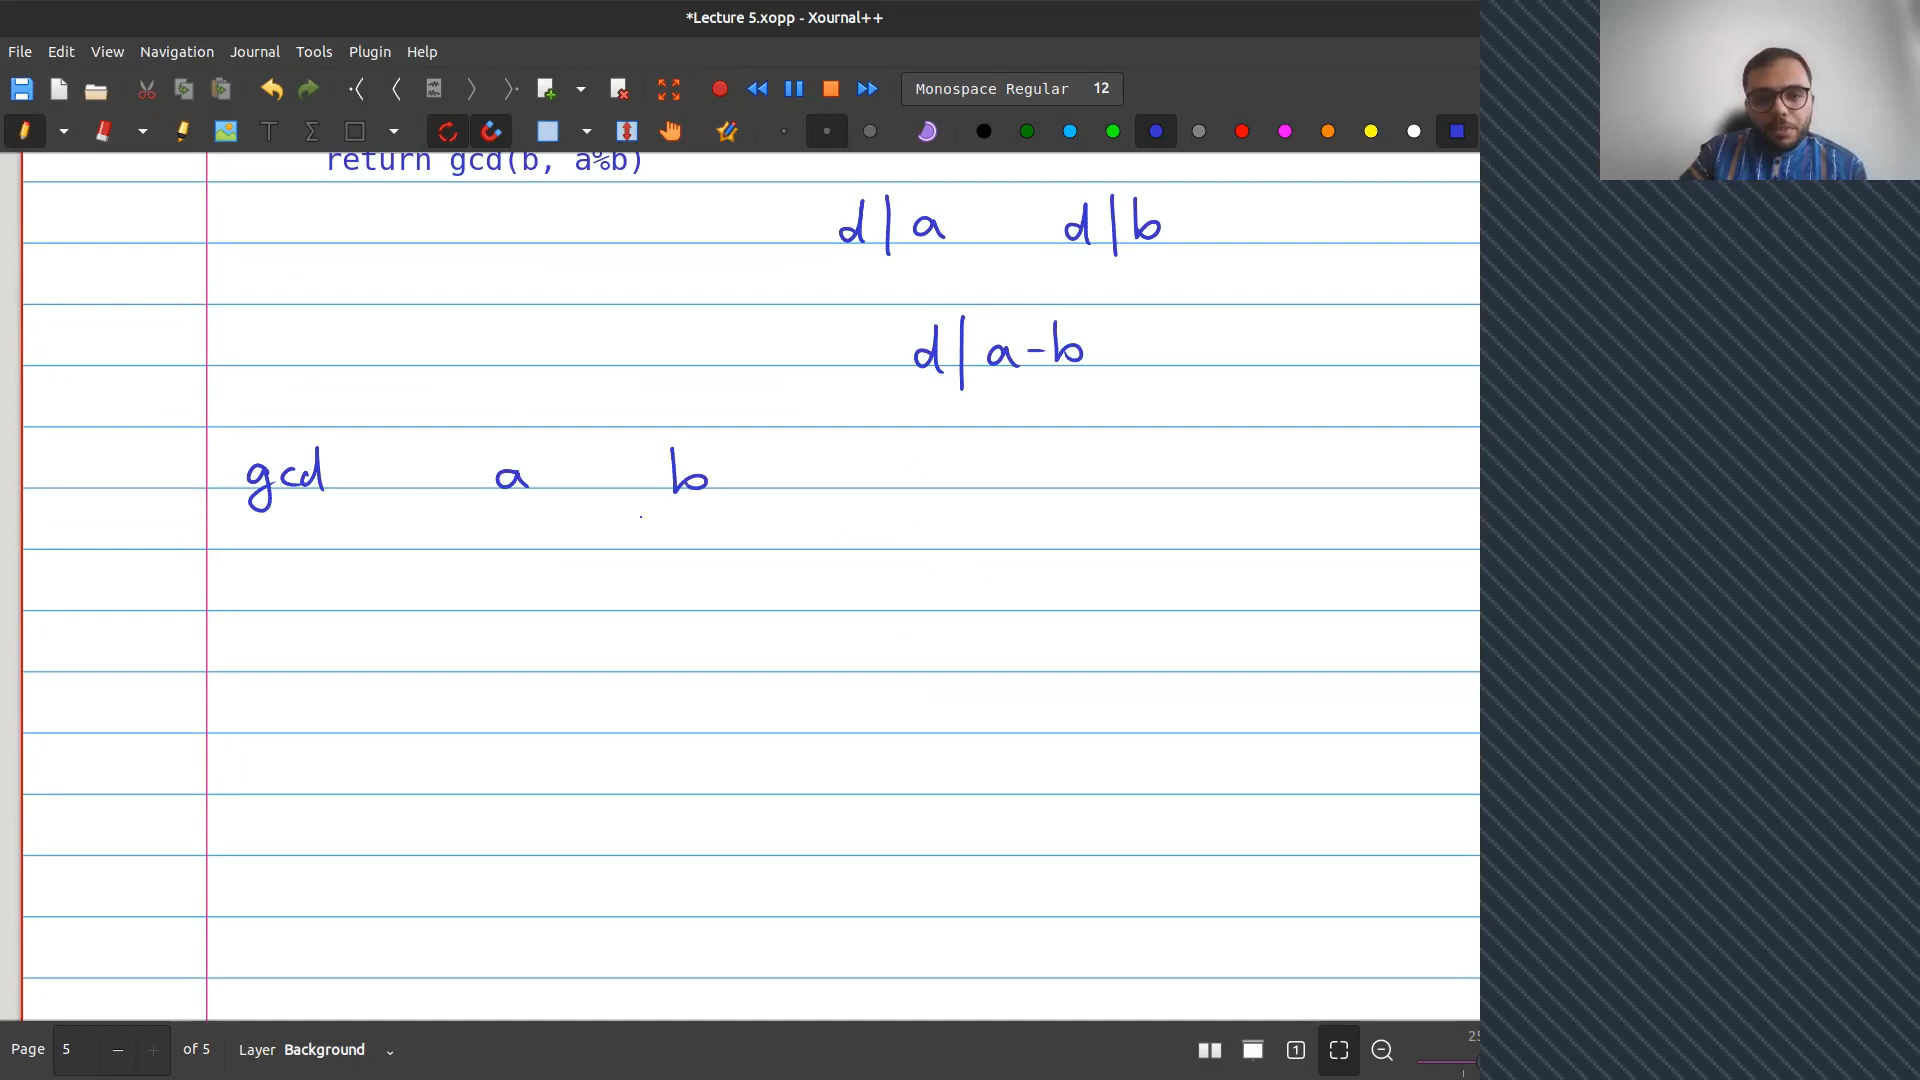 *Lecture 5.xopp - Xournal++
File Edit View Navigation Journal Tools Plugin Help
Monospace Regular 12
return gcd(b, a%b)
d | a d | b
d | a-b
gcd a b
Page 5 of 5 Layer Background